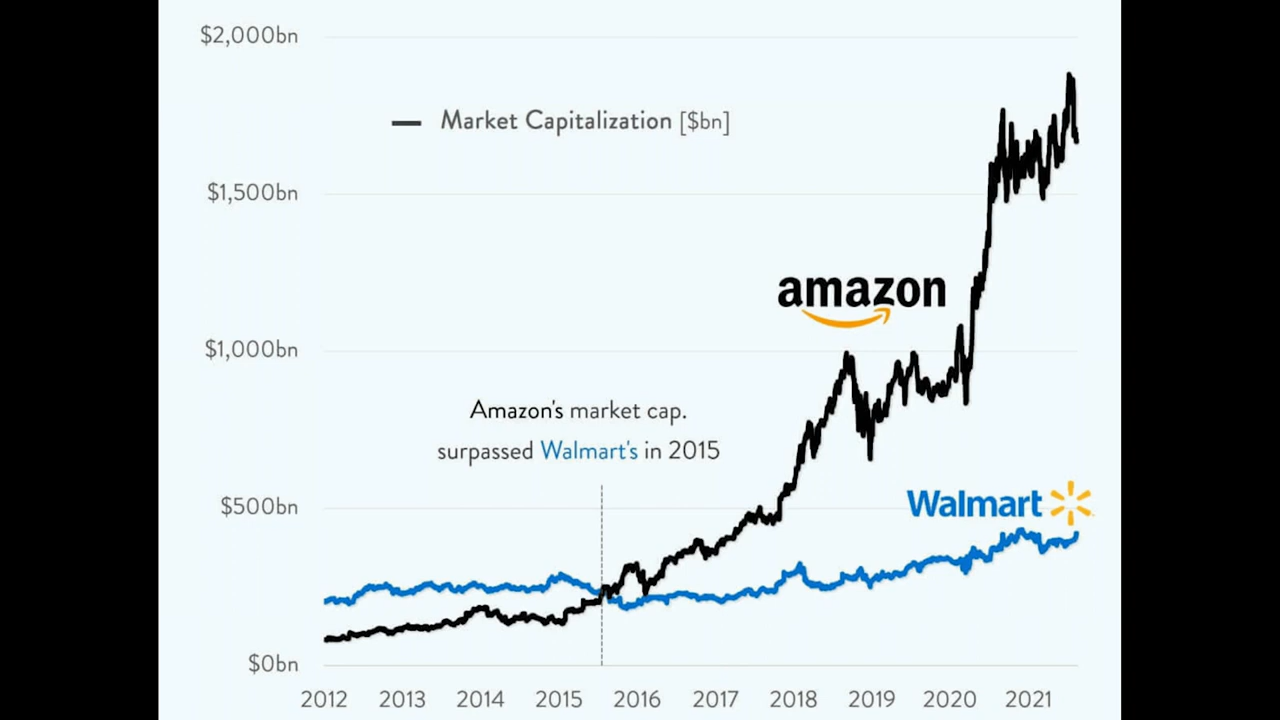 $2,000bn
Market Capitalization [$bn]
$1,500bn
amazon
$1,000bn
Amazon's market cap.
surpassed Walmart's in 2015
$500bn
Walmart
$0bn
2012 2013 2014 2015 2016 2017 2018 2019 2020 2021